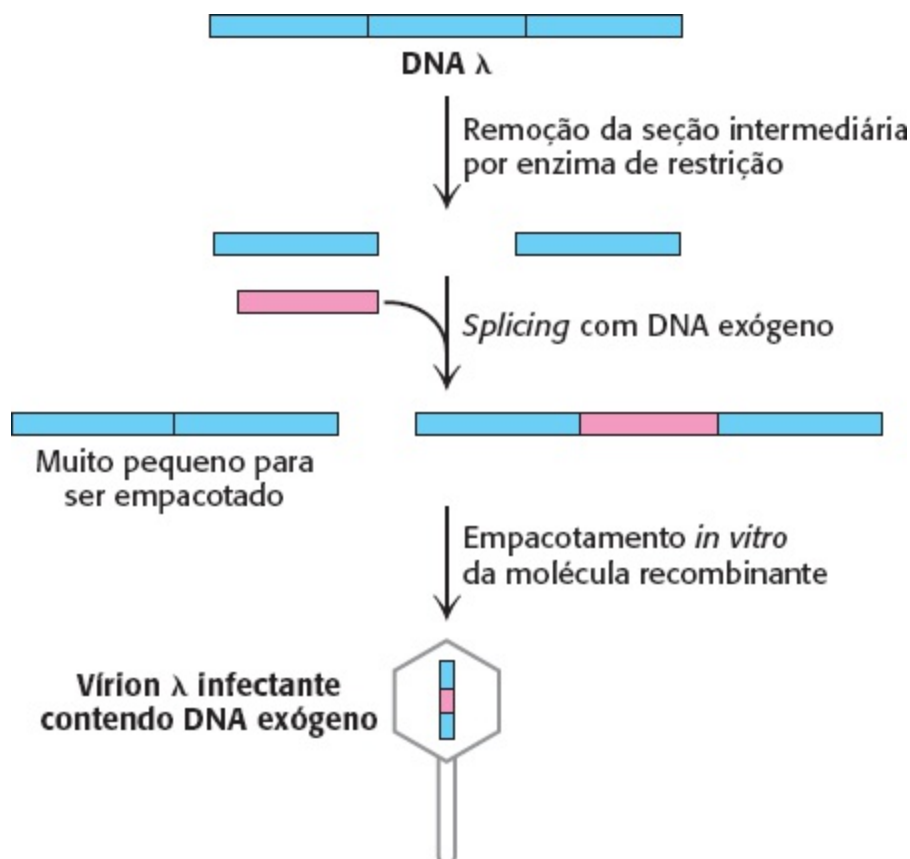 DNA λ
Remoção da seção intermediária
por enzima de restrição
Splicing com DNA exógeno
Muito pequeno para
ser empacotado
Empacotamento in vitro
da molécula recombinante
Vírion λ infectante
contendo DNA exógeno